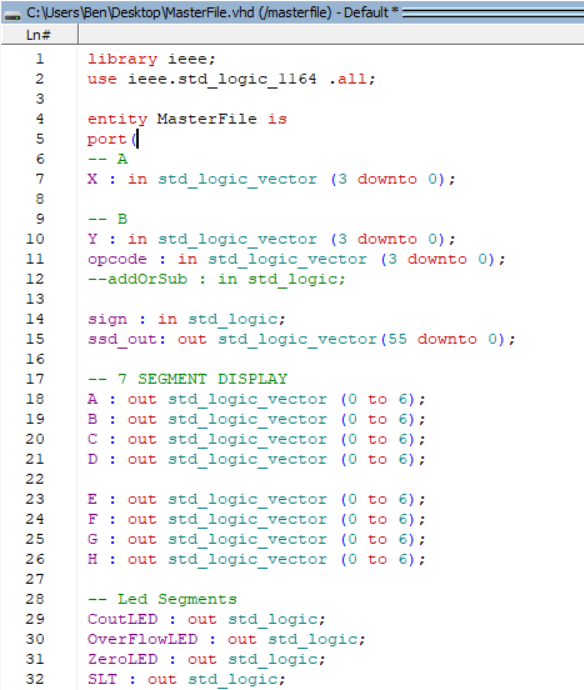 C:\Users\Ben\Desktop\MasterFile.vhd (/masterfile) - Default *
Ln#
1 library ieee;
2 use ieee.std_logic_1164 .all;
3
4 entity MasterFile is
5 port(
6 -- A
7 X : in std_logic_vector (3 downto 0);
8
9 -- B
10 Y : in std_logic_vector (3 downto 0);
11 opcode : in std_logic_vector (3 downto 0);
12 --addOrSub : in std_logic;
13
14 sign : in std_logic;
15 ssd_out: out std_logic_vector(55 downto 0);
16
17 -- 7 SEGMENT DISPLAY
18 A : out std_logic_vector (0 to 6);
19 B : out std_logic_vector (0 to 6);
20 C : out std_logic_vector (0 to 6);
21 D : out std_logic_vector (0 to 6);
22
23 E : out std_logic_vector (0 to 6);
24 F : out std_logic_vector (0 to 6);
25 G : out std_logic_vector (0 to 6);
26 H : out std_logic_vector (0 to 6);
27
28 -- Led Segments
29 CoutLED : out std_logic;
30 OverFlowLED : out std_logic;
31 ZeroLED : out std_logic;
32 SLT : out std_logic;